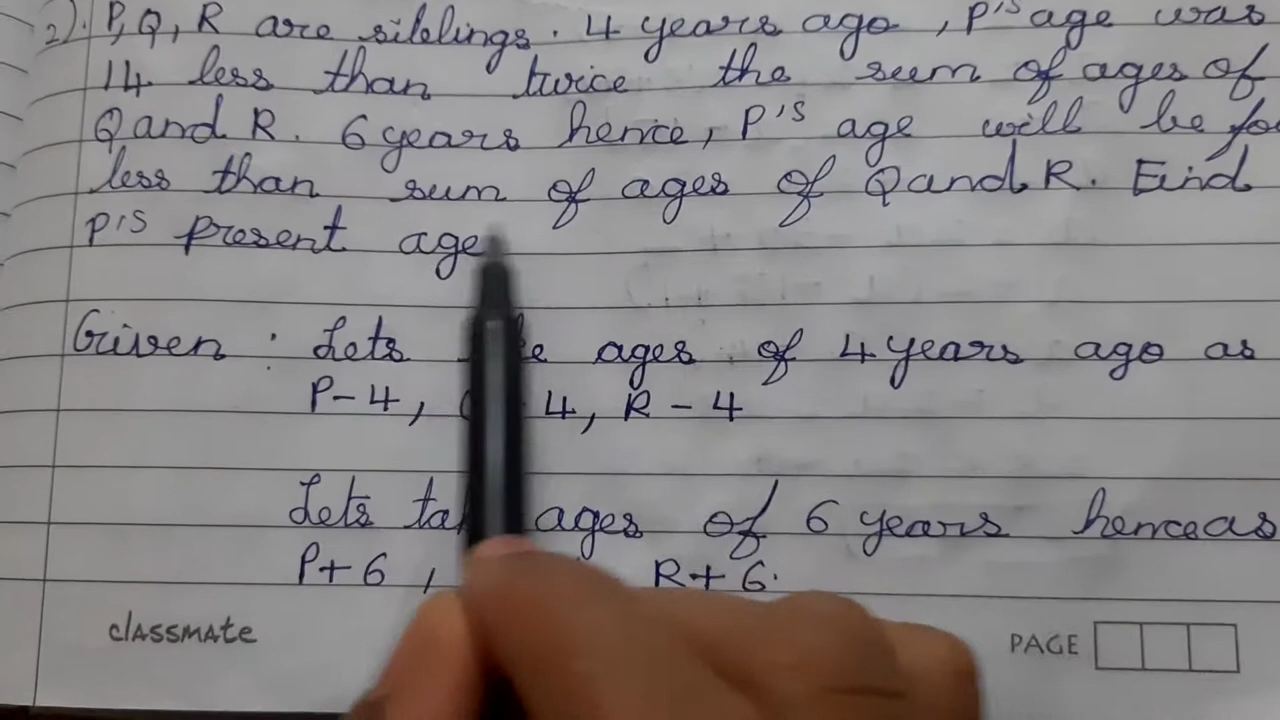 2). P, Q, R are siblings. 4 years ago, P's age was
14 less than twice the sum of ages of
Q and R. 6 years hence, P's age will be
less than sum of ages of Q and R. Find
P's present age
Given : Lets ages of 4 years ago as
P-4, 4, R-4
Lets ages of 6 years hence as
P+6, R+6.
classmate
PAGE